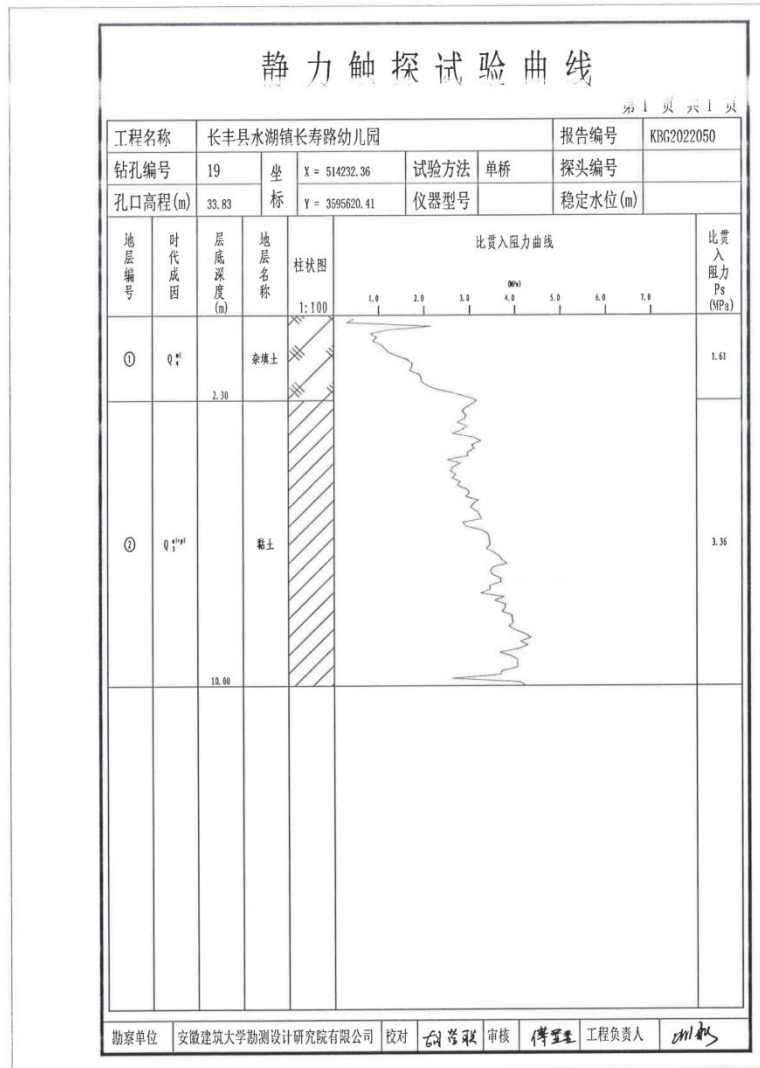 静力触探试验曲线
第 1 页 共 1 页
工程名称 长丰县水湖镇长寿路幼儿园 报告编号 KBG2022050
钻孔编号 19 坐标 X = 514232.36 试验方法 单桥 探头编号
孔口高程(m) 33.83 Y = 3595620.41 仪器型号 稳定水位(m)
地层编号 时代成因 层底深度(m) 地层名称 柱状图 1:100 比贯入阻力曲线 比贯入阻力 Ps (MPa)
(MPa)
1.0 2.0 3.0 4.0 5.0 6.0 7.0
① Q 4 ml 2.30 杂填土 1.61
② Q 3 al+pl 10.00 黏土 3.36
勘察单位 安徽建筑大学勘测设计研究院有限公司 校对 审核 工程负责人